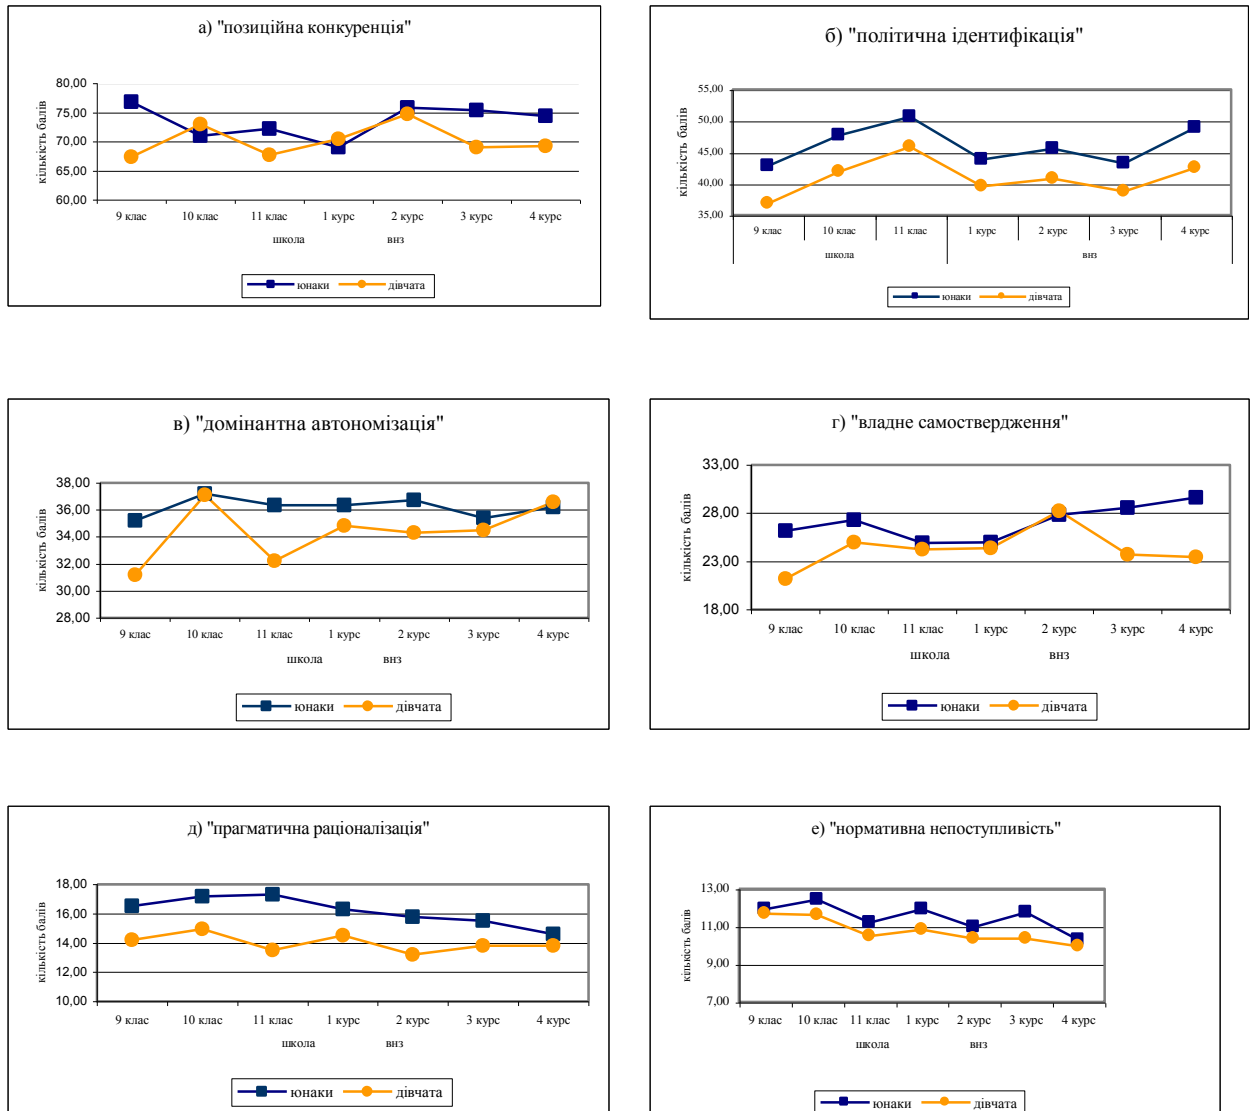 а) "позиційна конкуренція"
кількість балів
80,00
75,00
70,00
65,00
60,00
9 клас 10 клас 11 клас 1 курс 2 курс 3 курс 4 курс
школа внз
юнаки дівчата
б) "політична ідентифікація"
кількість балів
55,00
50,00
45,00
40,00
35,00
9 клас 10 клас 11 клас 1 курс 2 курс 3 курс 4 курс
школа внз
юнаки дівчата
в) "домінантна автономізація"
кількість балів
38,00
36,00
34,00
32,00
30,00
28,00
9 клас 10 клас 11 клас 1 курс 2 курс 3 курс 4 курс
школа внз
юнаки дівчата
г) "владне самоствердження"
кількість балів
33,00
28,00
23,00
18,00
9 клас 10 клас 11 клас 1 курс 2 курс 3 курс 4 курс
школа внз
юнаки дівчата
д) "прагматична раціоналізація"
кількість балів
18,00
16,00
14,00
12,00
10,00
9 клас 10 клас 11 клас 1 курс 2 курс 3 курс 4 курс
школа внз
юнаки дівчата
е) "нормативна непоступливість"
кількість балів
13,00
11,00
9,00
7,00
9 клас 10 клас 11 клас 1 курс 2 курс 3 курс 4 курс
школа внз
юнаки дівчата